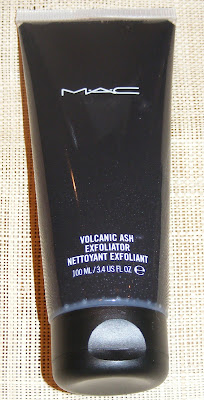 MAC
VOLCANIC ASH
EXFOLIATOR
NETTOYANT EXFOLIANT
100 ML / 3.4 US FL OZ ℮